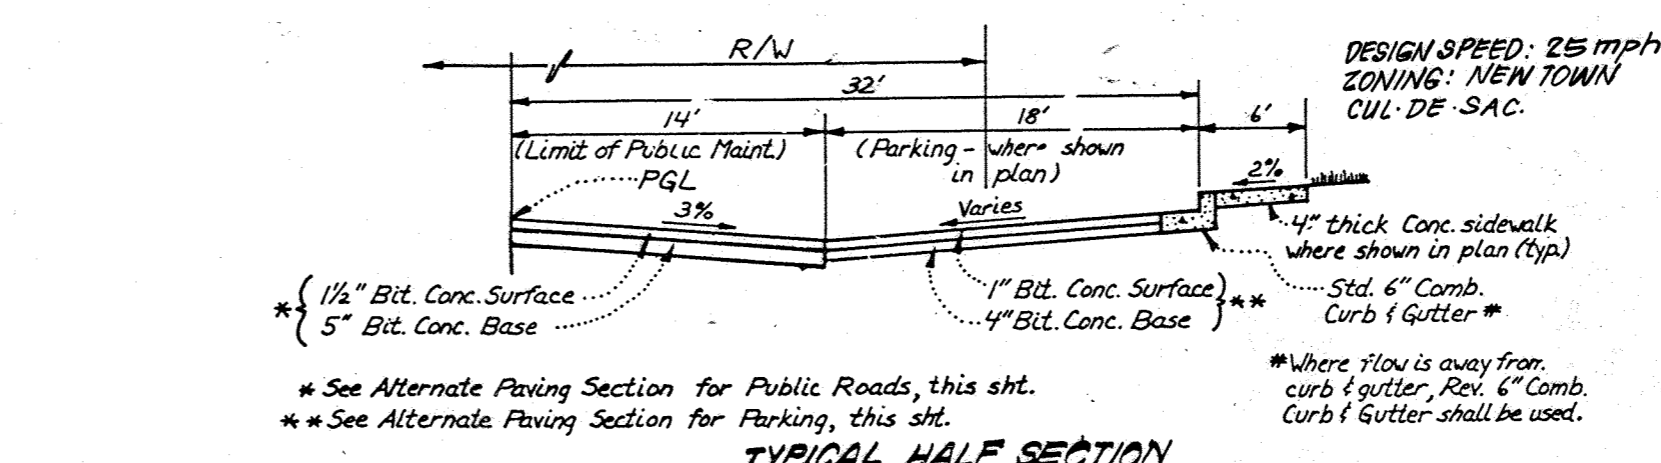 R/W
DESIGN SPEED: 25 mph
ZONING: NEW TOWN
CUL·DE·SAC.
32'
14'
18'
6'
(Limit of Public Maint.)
(Parking - where shown
in plan)
PGL
2%
3%
Varies
4" thick Conc. sidewalk
where shown in plan (typ.)
* { 1½" Bit. Conc. Surface
5" Bit. Conc. Base
1" Bit. Conc. Surface } **
4" Bit. Conc. Base
Std. 6" Comb.
Curb & Gutter #
* See Alternate Paving Section for Public Roads, this sht.
** See Alternate Paving Section for Parking, this sht.
#Where flow is away from
curb & gutter, Rev. 6" Comb.
Curb & Gutter shall be used.
TYPICAL HALF SECTION